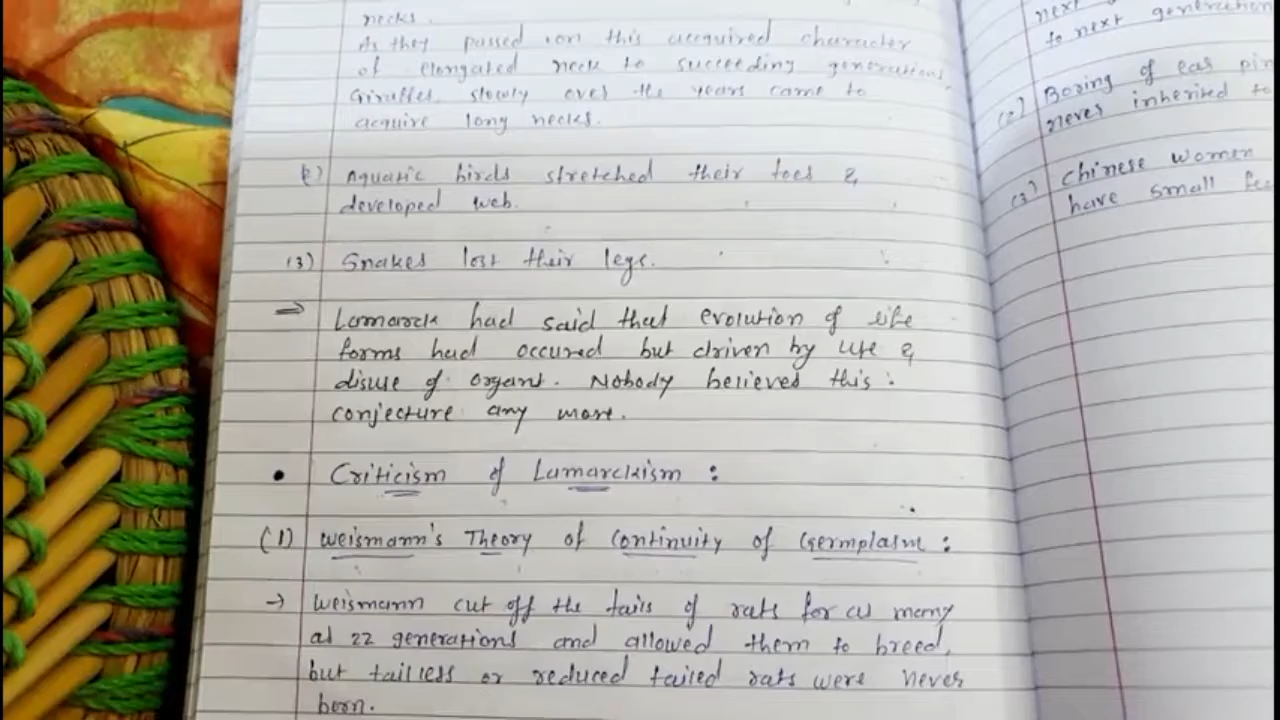 necks.
As they passed on this acquired character
of elongated neck to succeeding generations
Giraffes, slowly over the years came to
acquire long necks.
Aquatic birds stretched their toes &
developed web.
(3) Snakes lost their legs.
⇒ Lamarck had said that evolution of life
forms had occured but driven by use &
disuse of organs. Nobody believed this
conjecture any more.
• Criticism of Lamarckism :
(1) Weismann's Theory of Continuity of Germplasm :
→ Weismann cut off the tails of rats for as many
as 22 generations and allowed them to breed,
but tailless or reduced tailed rats were never
born.
next
to next generation
(2) Boring of ear pin
never inherited to
(3) Chinese women
have small